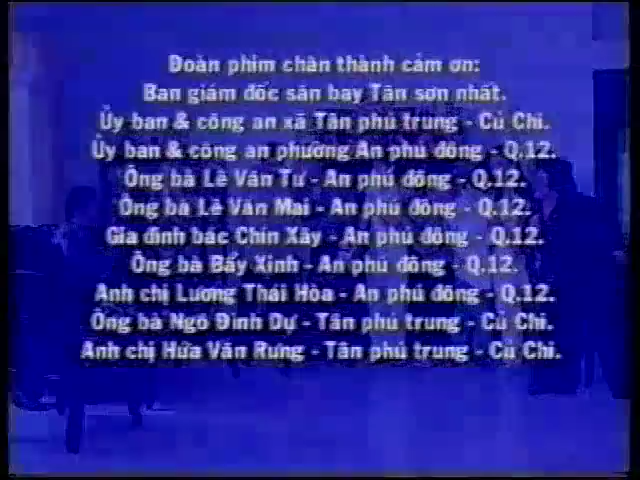 Đoàn phim chân thành cảm ơn:
Ban giám đốc sân bay Tân sơn nhất.
Ủy ban & công an xã Tân phú trung - Củ Chi.
Ủy ban & công an phường An phú đông - Q.12.
Ông bà Lê Văn Tư - An phú đông - Q.12.
Ông bà Lê Văn Mai - An phú đông - Q.12.
Gia đình bác Chín Xây - An phú đông - Q.12.
Ông bà Bẩy Xinh - An phú đông - Q.12.
Anh chị Lương Thái Hòa - An phú đông - Q.12.
Ông bà Ngô Đình Dự - Tân phú trung - Củ Chi.
Anh chị Hứa Văn Rưng - Tân phú trung - Củ Chi.